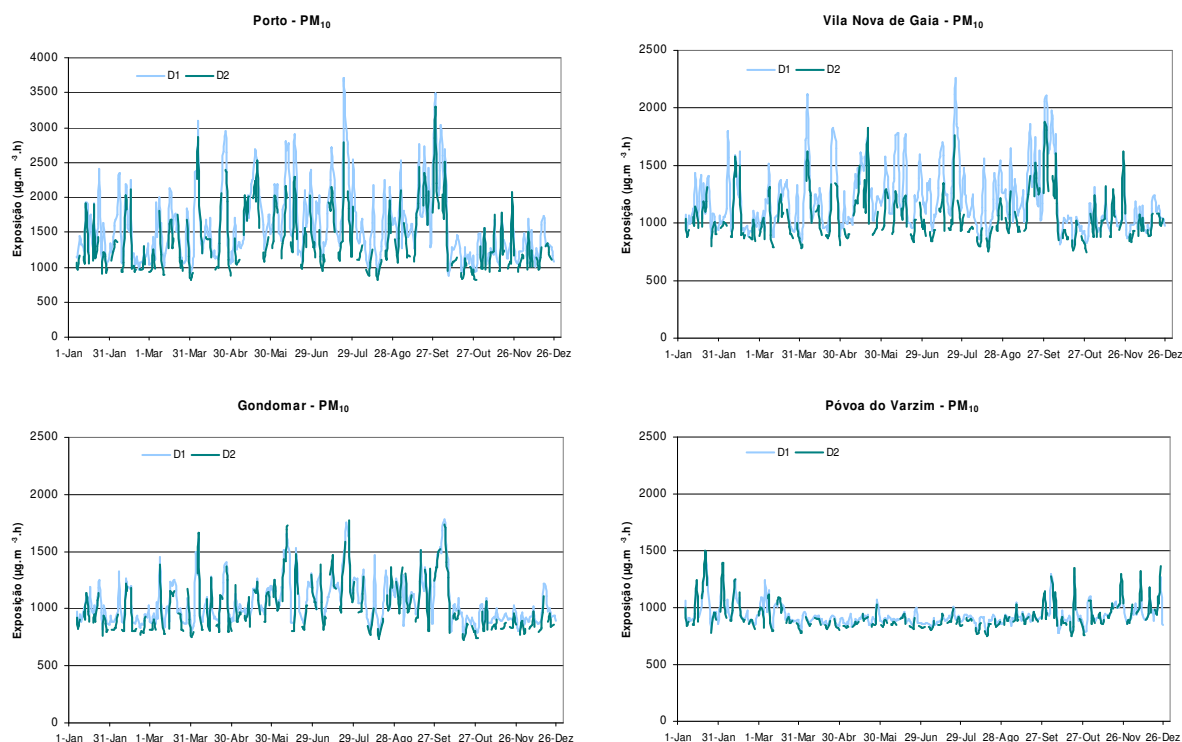 Porto - PM₁₀
Exposição (µg.m ⁻³.h)
4000
3500
3000
2500
2000
1500
1000
500
0
D1 D2
1-Jan 31-Jan 1-Mar 31-Mar 30-Abr 30-Mai 29-Jun 29-Jul 28-Ago 27-Set 27-Out 26-Nov 26-Dez
Vila Nova de Gaia - PM₁₀
Exposição (µg.m ⁻³.h)
2500
2000
1500
1000
500
0
D1 D2
1-Jan 31-Jan 1-Mar 31-Mar 30-Abr 30-Mai 29-Jun 29-Jul 28-Ago 27-Set 27-Out 26-Nov 26-Dez
Gondomar - PM₁₀
Exposição (µg.m ⁻³.h)
2500
2000
1500
1000
500
0
D1 D2
1-Jan 31-Jan 1-Mar 31-Mar 30-Abr 30-Mai 29-Jun 29-Jul 28-Ago 27-Set 27-Out 26-Nov 26-Dez
Póvoa do Varzim - PM₁₀
Exposição (µg.m ⁻³.h)
2500
2000
1500
1000
500
0
D1 D2
1-Jan 31-Jan 1-Mar 31-Mar 30-Abr 30-Mai 29-Jun 29-Jul 28-Ago 27-Set 27-Out 26-Nov 26-Dez